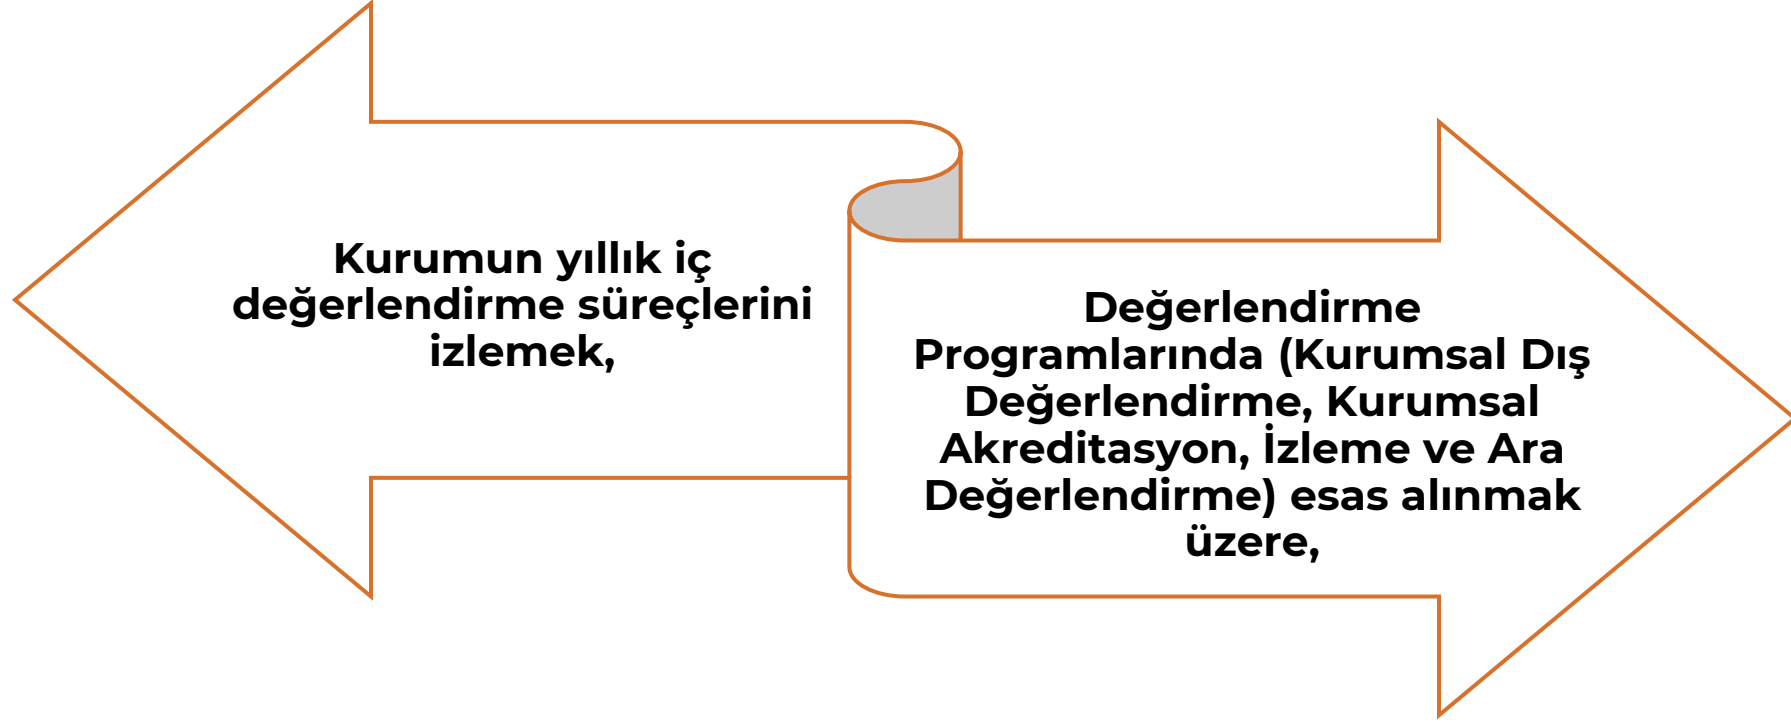 Kurumun yıllık iç
değerlendirme süreçlerini
izlemek,
Değerlendirme
Programlarında (Kurumsal Dış
Değerlendirme, Kurumsal
Akreditasyon, İzleme ve Ara
Değerlendirme) esas alınmak
üzere,